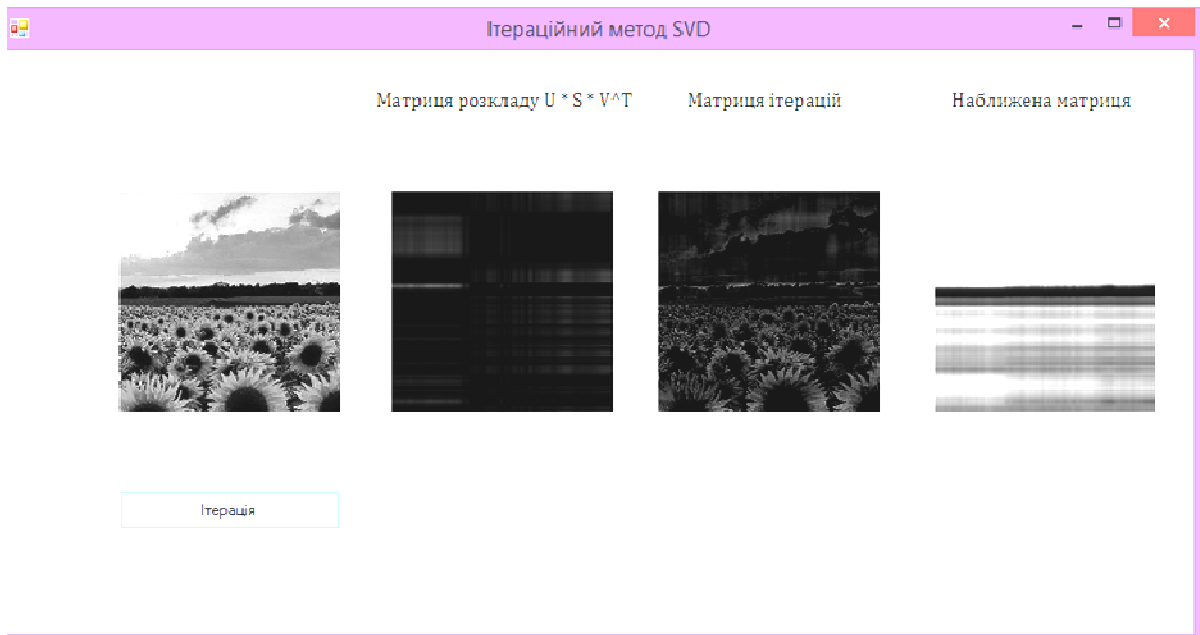 Ітераційний метод SVD
Матриця розкладу U * S * V^T
Матриця ітерацій
Наближена матриця
Ітерація